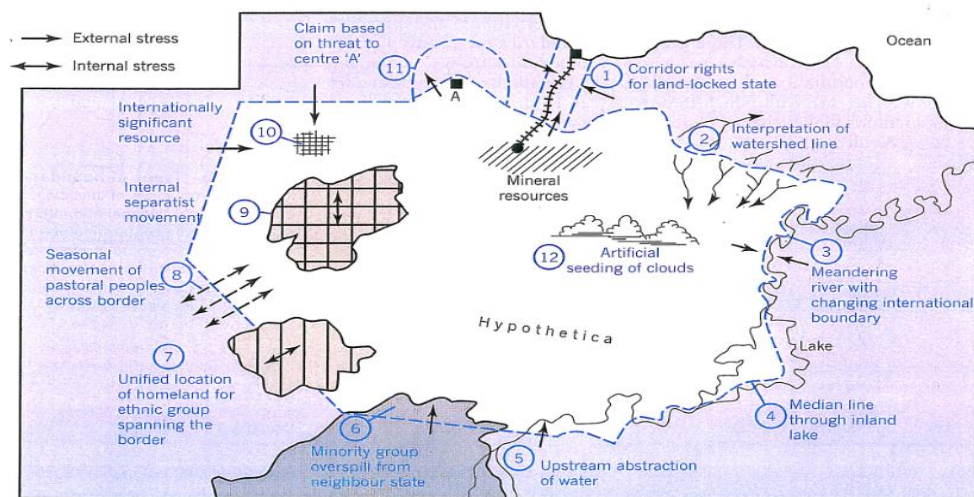 External stress
Internal stress
Claim based
on threat to
centre 'A'
11
A
Ocean
1
Corridor rights
for land-locked state
Internationally
significant
resource
10
2
Interpretation of
watershed line
Mineral
resources
Internal
separatist
movement
9
Seasonal
movement of
pastoral peoples
across border
8
12
Artificial
seeding of clouds
3
Meandering
river with
changing international
boundary
Hypothetica
Lake
7
Unified location
of homeland for
ethnic group
spanning the
border
6
Minority group
overspill from
neighbour state
5
Upstream abstraction
of water
4
Median line
through inland
lake